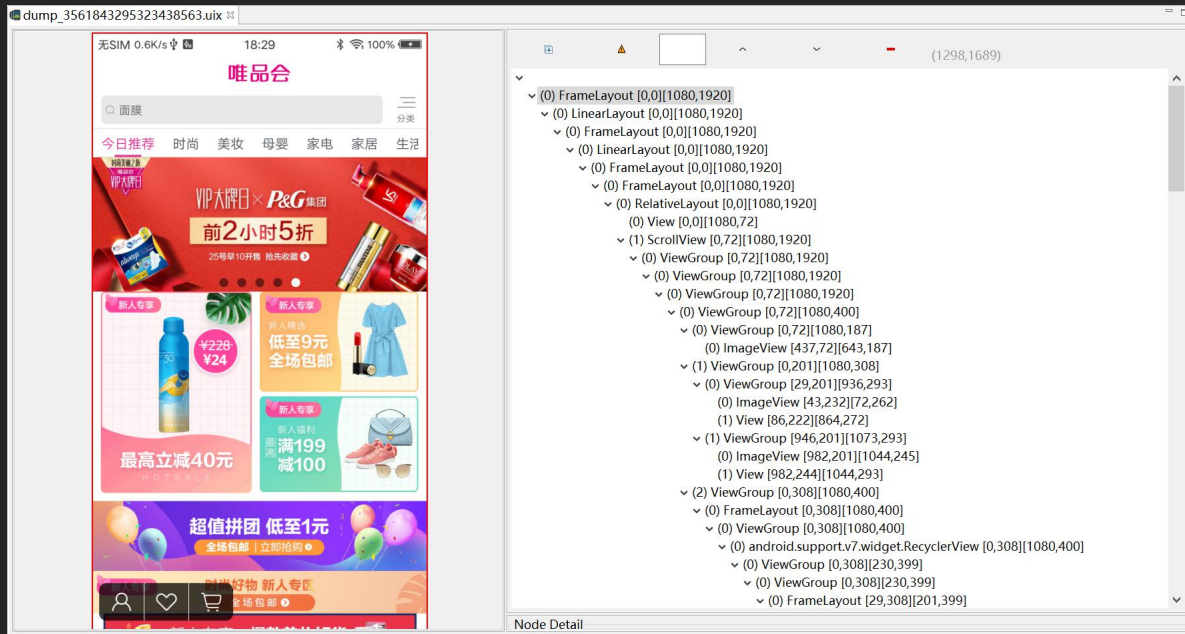 dump_3561843295323438563.uix
无SIM 0.6K/s
18:29
100%
唯品会
面膜
分类
今日推荐 时尚 美妆 母婴 家电 家居 生活
VIP大牌日
VIP大牌日×P&G集团
前2小时5折
25号早10开售 抢先收藏
always
OLAY
新人专享
¥228
¥24
最高立减40元
HOTSALE
新人专享
新人精选
低至9元
全场包邮
新人专享
新人福利
最高
满199
减100
超值拼团 低至1元
全场包邮 立即抢购
时尚好物 新人专区
全场包邮
(1298,1689)
(0) FrameLayout [0,0][1080,1920]
(0) LinearLayout [0,0][1080,1920]
(0) FrameLayout [0,0][1080,1920]
(0) LinearLayout [0,0][1080,1920]
(0) FrameLayout [0,0][1080,1920]
(0) FrameLayout [0,0][1080,1920]
(0) RelativeLayout [0,0][1080,1920]
(0) View [0,0][1080,72]
(1) ScrollView [0,72][1080,1920]
(0) ViewGroup [0,72][1080,1920]
(0) ViewGroup [0,72][1080,1920]
(0) ViewGroup [0,72][1080,1920]
(0) ViewGroup [0,72][1080,400]
(0) ViewGroup [0,72][1080,187]
(0) ImageView [437,72][643,187]
(1) ViewGroup [0,201][1080,308]
(0) ViewGroup [29,201][936,293]
(0) ImageView [43,232][72,262]
(1) View [86,222][864,272]
(1) ViewGroup [946,201][1073,293]
(0) ImageView [982,201][1044,245]
(1) View [982,244][1044,293]
(2) ViewGroup [0,308][1080,400]
(0) FrameLayout [0,308][1080,400]
(0) ViewGroup [0,308][1080,400]
(0) android.support.v7.widget.RecyclerView [0,308][1080,400]
(0) ViewGroup [0,308][230,399]
(0) ViewGroup [0,308][230,399]
(0) FrameLayout [29,308][201,399]
Node Detail